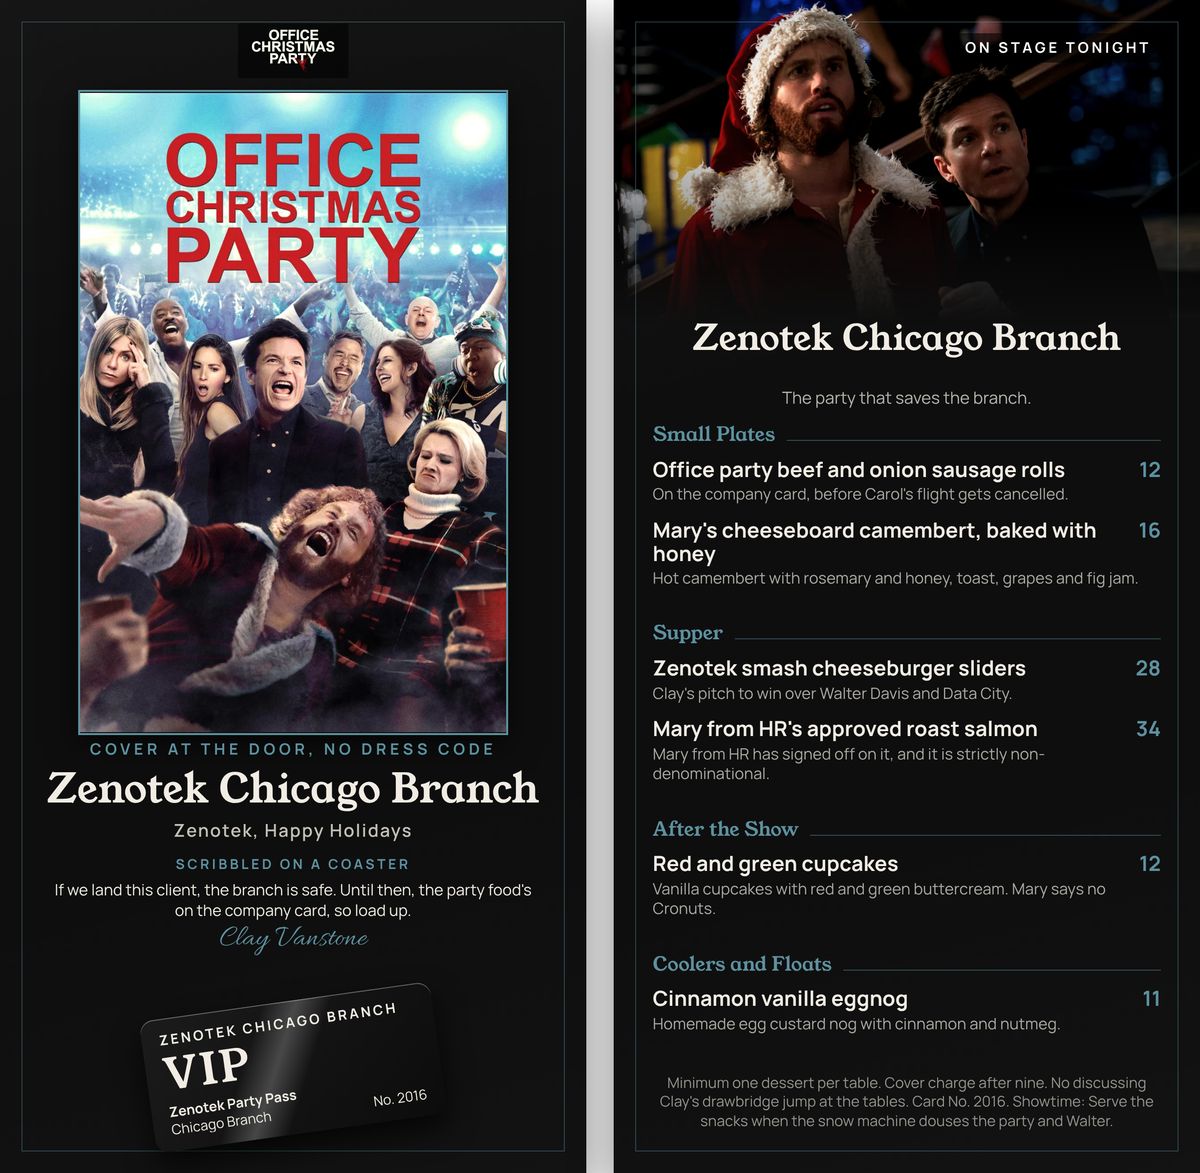 OFFICE
CHRISTMAS
PARTY
OFFICE
CHRISTMAS
PARTY
COVER AT THE DOOR, NO DRESS CODE
Zenotek Chicago Branch
Zenotek, Happy Holidays
SCRIBBLED ON A COASTER
If we land this client, the branch is safe. Until then, the party food's
on the company card, so load up.
Clay Vanstone
ZENOTEK CHICAGO BRANCH
VIP
Zenotek Party Pass
Chicago Branch
No. 2016
ON STAGE TONIGHT
Zenotek Chicago Branch
The party that saves the branch.
Small Plates
Office party beef and onion sausage rolls 12
On the company card, before Carol's flight gets cancelled.
Mary's cheeseboard camembert, baked with 16
honey
Hot camembert with rosemary and honey, toast, grapes and fig jam.
Supper
Zenotek smash cheeseburger sliders 28
Clay's pitch to win over Walter Davis and Data City.
Mary from HR's approved roast salmon 34
Mary from HR has signed off on it, and it is strictly non-
denominational.
After the Show
Red and green cupcakes 12
Vanilla cupcakes with red and green buttercream. Mary says no
Cronuts.
Coolers and Floats
Cinnamon vanilla eggnog 11
Homemade egg custard nog with cinnamon and nutmeg.
Minimum one dessert per table. Cover charge after nine. No discussing
Clay's drawbridge jump at the tables. Card No. 2016. Showtime: Serve the
snacks when the snow machine douses the party and Walter.